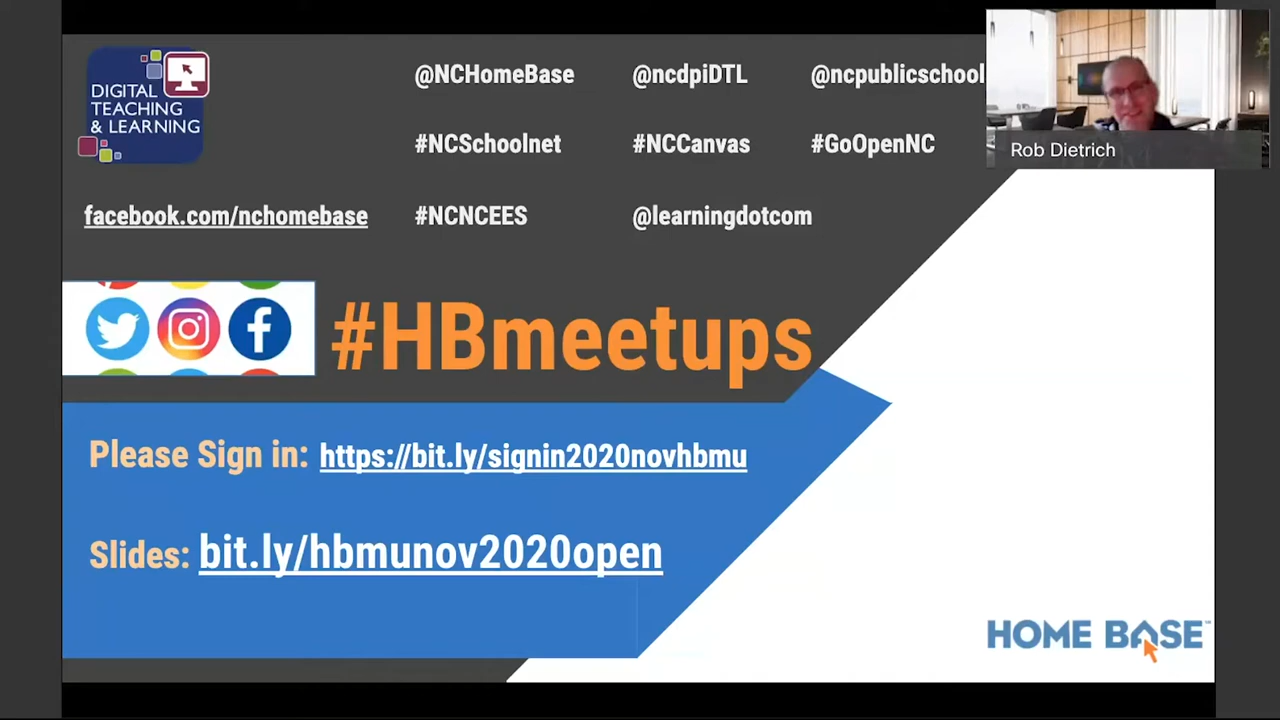 DIGITAL
TEACHING
& LEARNING
@NCHomeBase @ncdpiDTL @ncpublicschool
#NCSchoolnet #NCCanvas #GoOpenNC
facebook.com/nchomebase #NCNCEES @learningdotcom
Rob Dietrich
#HBmeetups
Please Sign in: https://bit.ly/signin2020novhbmu
Slides: bit.ly/hbmunov2020open
HOME BASE™